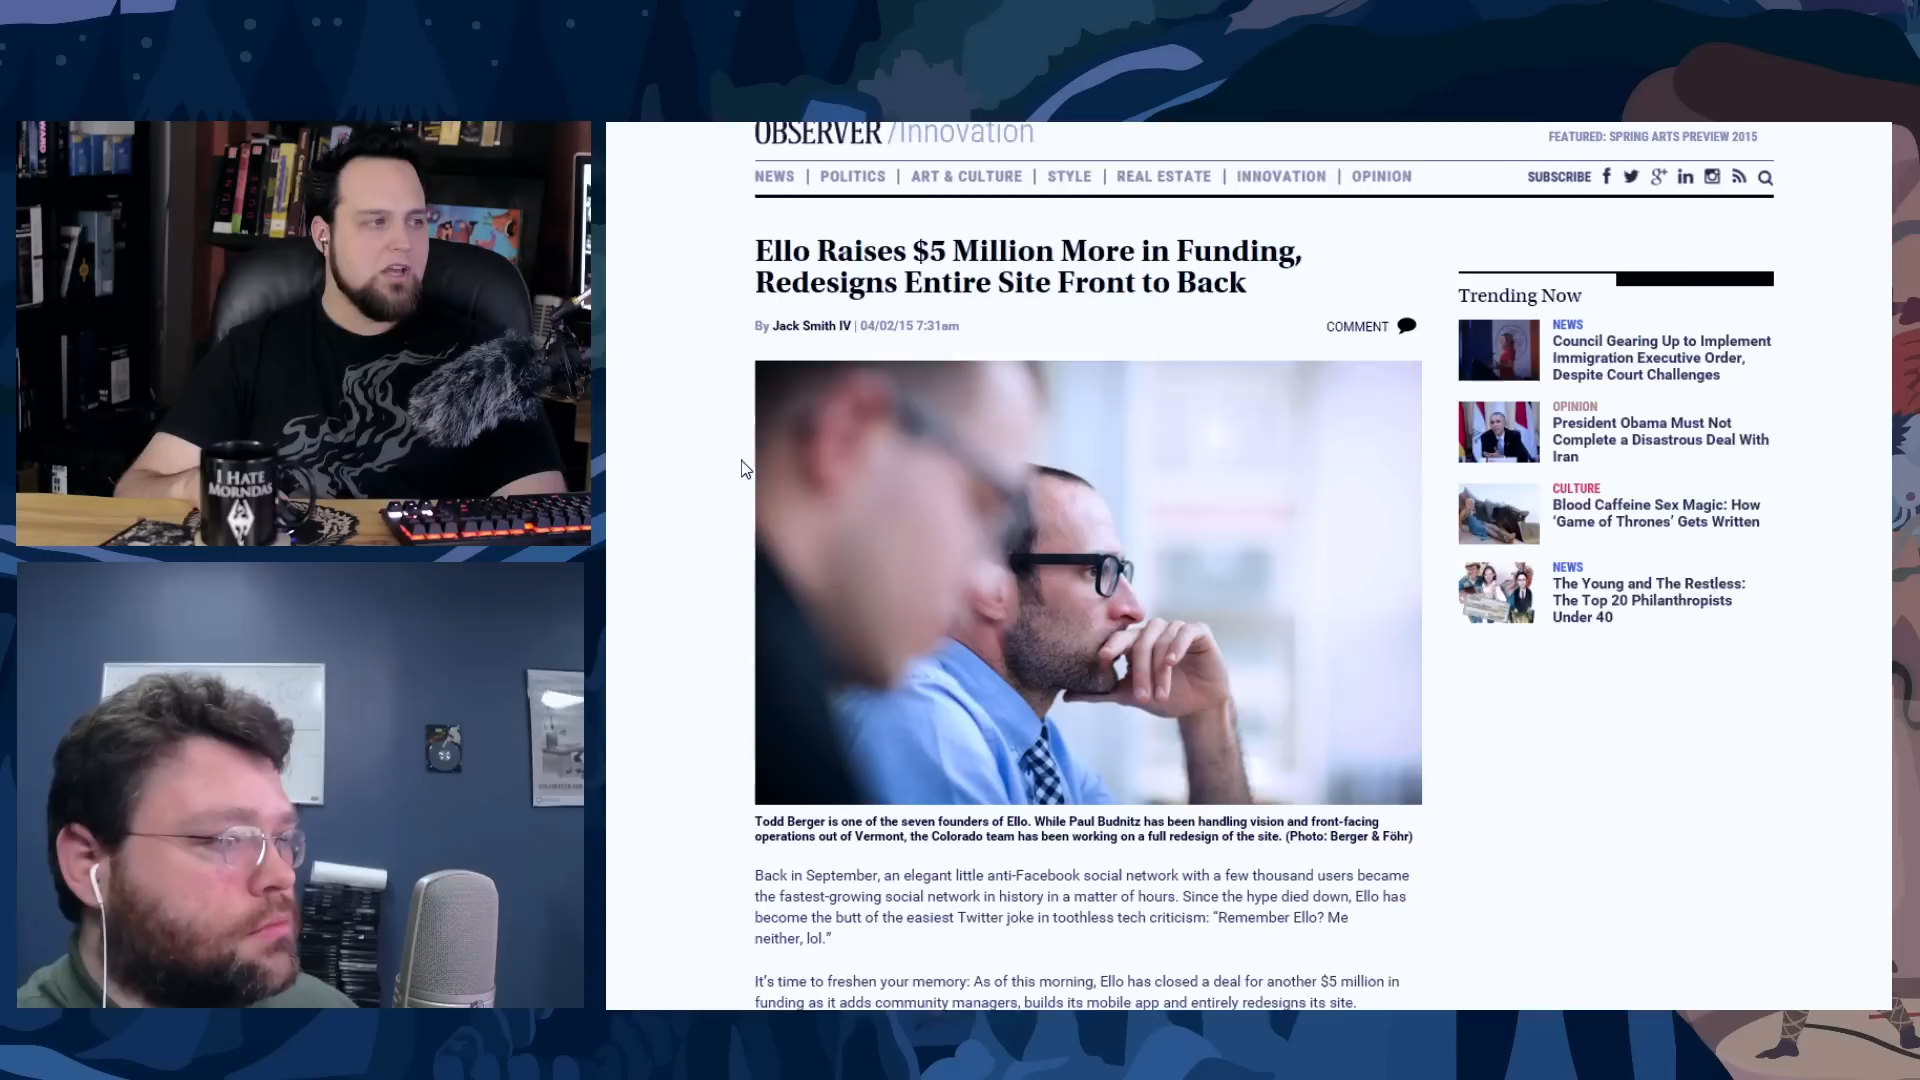 DUNE
DUNE
I HATE
MORNDAS
OBSERVER /Innovation
FEATURED: SPRING ARTS PREVIEW 2015
NEWS | POLITICS | ART & CULTURE | STYLE | REAL ESTATE | INNOVATION | OPINION
SUBSCRIBE
Ello Raises $5 Million More in Funding,
Redesigns Entire Site Front to Back
By Jack Smith IV | 04/02/15 7:31am
COMMENT
Todd Berger is one of the seven founders of Ello. While Paul Budnitz has been handling vision and front-facing
operations out of Vermont, the Colorado team has been working on a full redesign of the site. (Photo: Berger & Föhr)
Back in September, an elegant little anti-Facebook social network with a few thousand users became
the fastest-growing social network in history in a matter of hours. Since the hype died down, Ello has
become the butt of the easiest Twitter joke in toothless tech criticism: “Remember Ello? Me
neither, lol.”
It’s time to freshen your memory: As of this morning, Ello has closed a deal for another $5 million in
funding as it adds community managers, builds its mobile app and entirely redesigns its site.
Trending Now
NEWS
Council Gearing Up to Implement
Immigration Executive Order,
Despite Court Challenges
OPINION
President Obama Must Not
Complete a Disastrous Deal With
Iran
CULTURE
Blood Caffeine Sex Magic: How
‘Game of Thrones’ Gets Written
NEWS
The Young and The Restless:
The Top 20 Philanthropists
Under 40